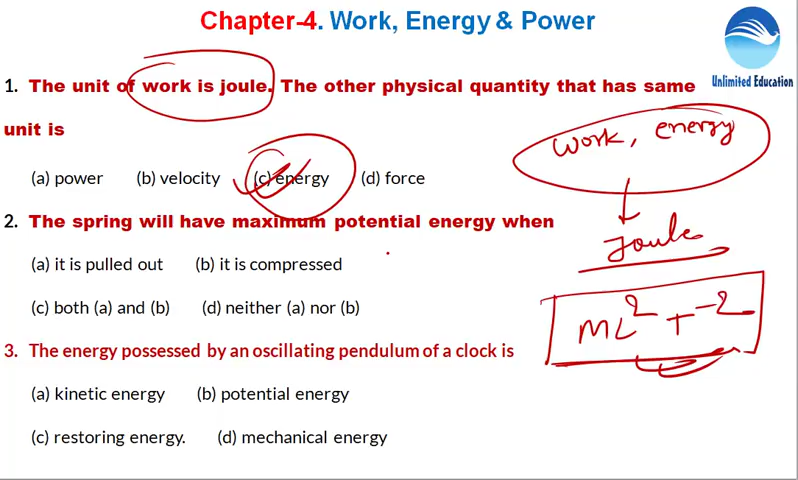 Chapter-4. Work, Energy & Power
Unlimited Education
1. The unit of work is joule. The other physical quantity that has same
unit is
(a) power (b) velocity (c) energy (d) force
work, energy
Joule
ML² T⁻²
2. The spring will have maximum potential energy when
(a) it is pulled out (b) it is compressed
(c) both (a) and (b) (d) neither (a) nor (b)
3. The energy possessed by an oscillating pendulum of a clock is
(a) kinetic energy (b) potential energy
(c) restoring energy. (d) mechanical energy